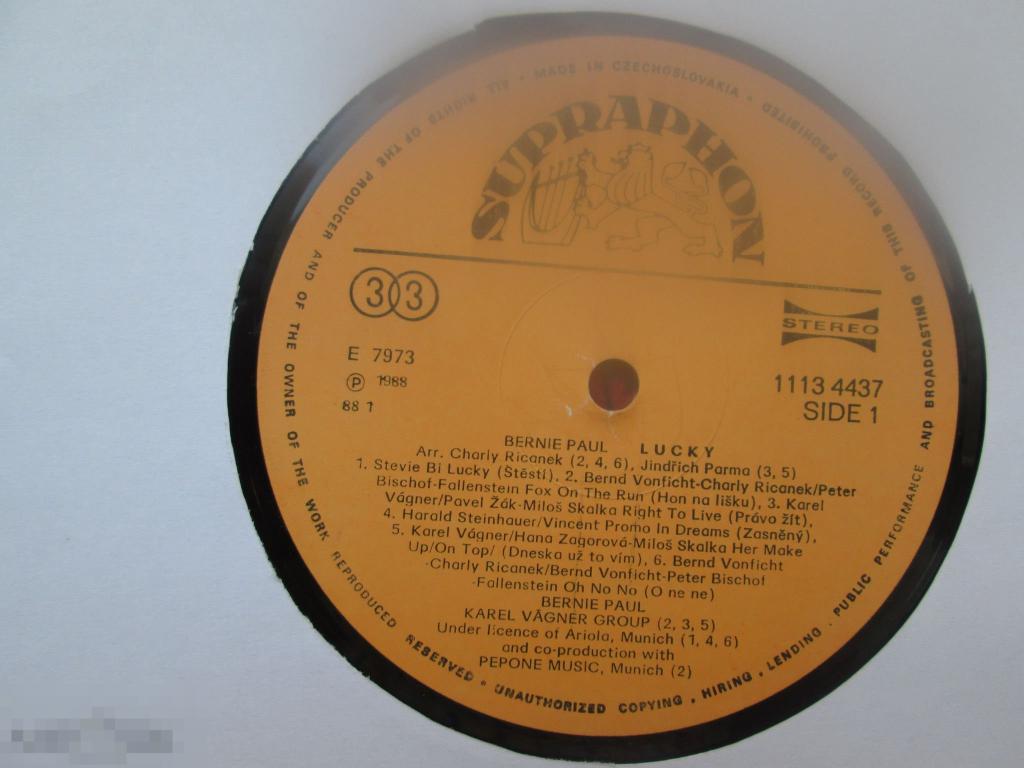 ALL RIGHTS OF THE PRODUCER AND OF THE OWNER OF THE WORK REPRODUCED RESERVED • UNAUTHORIZED COPYING • HIRING • LENDING • PUBLIC PERFORMANCE AND BROADCASTING OF THIS RECORD PROHIBITED • MADE IN CZECHOSLOVAKIA •
SUPRAPHON
33
STEREO
E 7973
Ⓟ 1988
88 1
1113 4437
SIDE 1
BERNIE PAUL LUCKY
Arr. Charly Ricanek (2, 4, 6), Jindřich Parma (3, 5)
1. Stevie Bi Lucky (Štěstí). 2. Bernd Vonficht-Charly Ricanek/Peter
Bischof-Fallenstein Fox On The Run (Hon na lišku), 3. Karel
Vágner/Pavel Žák-Miloš Skalka Right To Live (Právo žít),
4. Harald Steinhauer/Vincent Promo In Dreams (Zasněný),
5. Karel Vágner/Hana Zagorová-Miloš Skalka Her Make
Up/On Top/ (Dneska už to vím), 6. Bernd Vonficht
-Charly Ricanek/Bernd Vonficht-Peter Bischof
-Fallenstein Oh No No (O ne ne)
BERNIE PAUL
KAREL VÁGNER GROUP (2, 3, 5)
Under licence of Ariola, Munich (1, 4, 6)
and co-production with
PEPONE MUSIC, Munich (2)